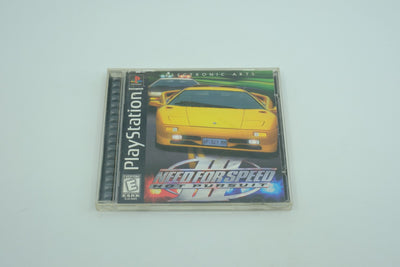 ELECTRONIC ARTS
PlayStation
III
NEED FOR SPEED
HOT PURSUIT
E